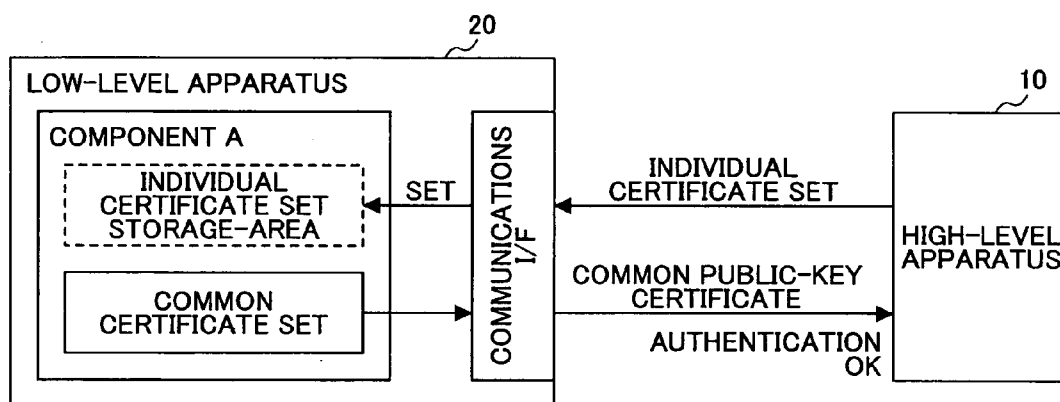 20
LOW-LEVEL APPARATUS
10
COMPONENT A
INDIVIDUAL
CERTIFICATE SET
STORAGE-AREA
SET
COMMUNICATIONS
I/F
INDIVIDUAL
CERTIFICATE SET
HIGH-LEVEL
APPARATUS
COMMON
CERTIFICATE SET
COMMON PUBLIC-KEY
CERTIFICATE
AUTHENTICATION
OK